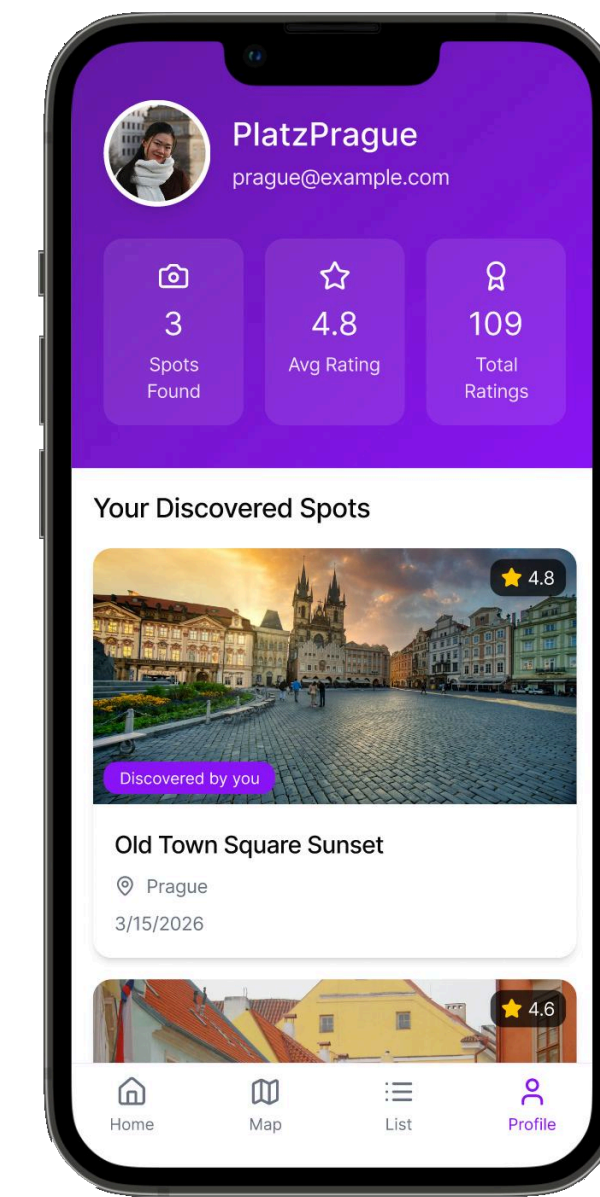 PlatzPrague
prague@example.com
3
Spots
Found
4.8
Avg Rating
109
Total
Ratings
Your Discovered Spots
4.8
Discovered by you
Old Town Square Sunset
Prague
3/15/2026
4.6
Home
Map
List
Profile